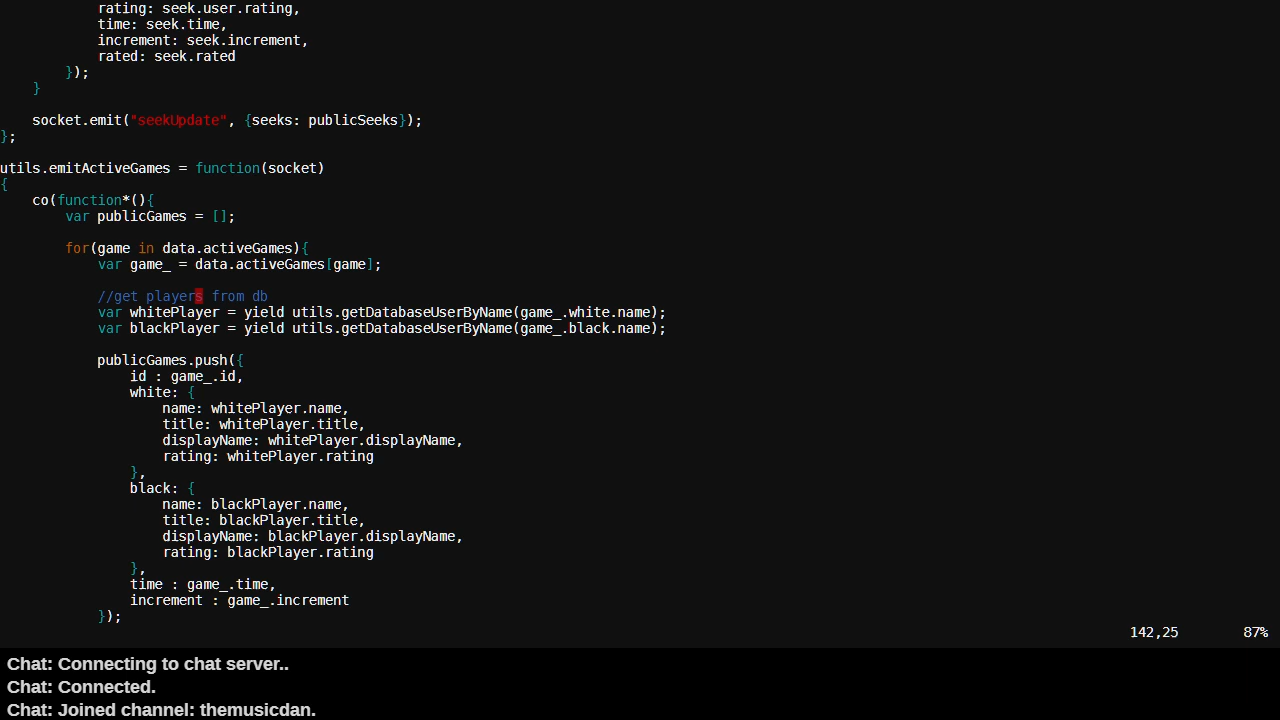 rating: seek.user.rating,
time: seek.time,
increment: seek.increment,
rated: seek.rated
});
}
socket.emit("seekUpdate", {seeks: publicSeeks});
};
utils.emitActiveGames = function(socket)
{
co(function*(){
var publicGames = [];
for(game in data.activeGames){
var game_ = data.activeGames[game];
//get players from db
var whitePlayer = yield utils.getDatabaseUserByName(game_.white.name);
var blackPlayer = yield utils.getDatabaseUserByName(game_.black.name);
publicGames.push({
id : game_.id,
white: {
name: whitePlayer.name,
title: whitePlayer.title,
displayName: whitePlayer.displayName,
rating: whitePlayer.rating
},
black: {
name: blackPlayer.name,
title: blackPlayer.title,
displayName: blackPlayer.displayName,
rating: blackPlayer.rating
},
time : game_.time,
increment : game_.increment
});
142,25 87%
Chat: Connecting to chat server..
Chat: Connected.
Chat: Joined channel: themusicdan.